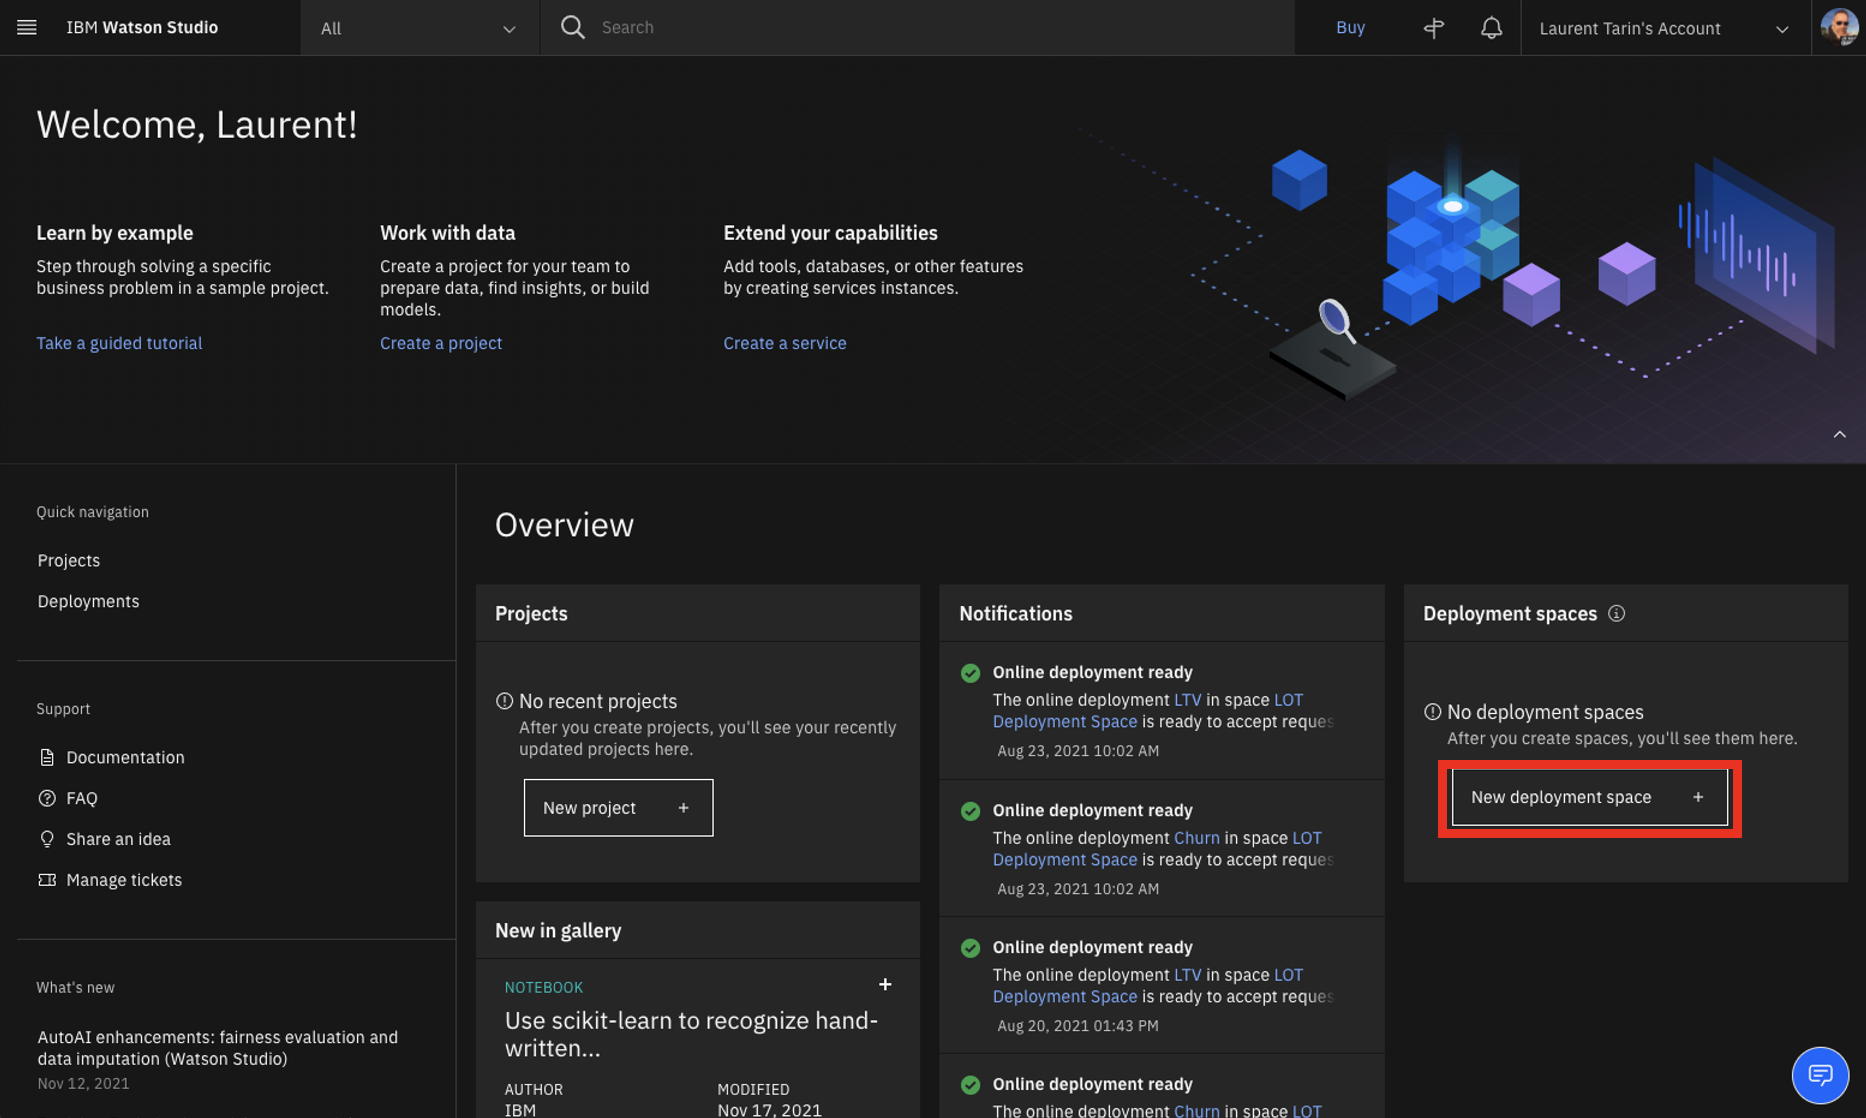 IBM Watson Studio
All
Search
Buy
Laurent Tarin's Account
Welcome, Laurent!
Learn by example
Step through solving a specific
business problem in a sample project.
Take a guided tutorial
Work with data
Create a project for your team to
prepare data, find insights, or build
models.
Create a project
Extend your capabilities
Add tools, databases, or other features
by creating services instances.
Create a service
Quick navigation
Projects
Deployments
Support
Documentation
FAQ
Share an idea
Manage tickets
What's new
AutoAI enhancements: fairness evaluation and
data imputation (Watson Studio)
Nov 12, 2021
Overview
Projects
No recent projects
After you create projects, you'll see your recently
updated projects here.
New project +
New in gallery
NOTEBOOK +
Use scikit-learn to recognize hand-
written...
AUTHOR MODIFIED
IBM Nov 17, 2021
Notifications
Online deployment ready
The online deployment LTV in space LOT
Deployment Space is ready to accept reques
Aug 23, 2021 10:02 AM
Online deployment ready
The online deployment Churn in space LOT
Deployment Space is ready to accept reques
Aug 23, 2021 10:02 AM
Online deployment ready
The online deployment LTV in space LOT
Deployment Space is ready to accept reques
Aug 20, 2021 01:43 PM
Online deployment ready
The online deployment Churn in space LOT
Deployment spaces
No deployment spaces
After you create spaces, you'll see them here.
New deployment space +